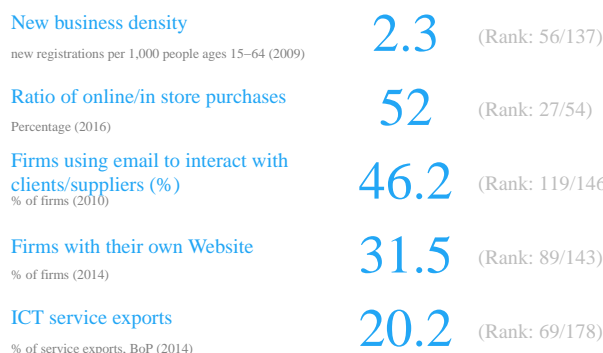 New business density
2.3 (Rank: 56/137)
new registrations per 1,000 people ages 15–64 (2009)
Ratio of online/in store purchases
52 (Rank: 27/54)
Percentage (2016)
Firms using email to interact with
clients/suppliers (%)
46.2 (Rank: 119/146
% of firms (2010)
Firms with their own Website
31.5 (Rank: 89/143)
% of firms (2014)
ICT service exports
20.2 (Rank: 69/178)
% of service exports, BoP (2014)